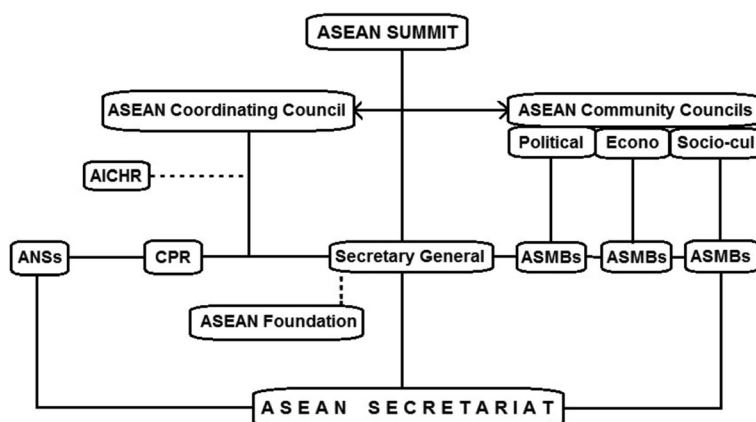 ASEAN SUMMIT
ASEAN Coordinating Council
ASEAN Community Councils
Political
Econo
Socio-cul
AICHR
ANSs
CPR
Secretary General
ASMBs
ASMBs
ASMBs
ASEAN Foundation
ASEAN SECRETARIAT